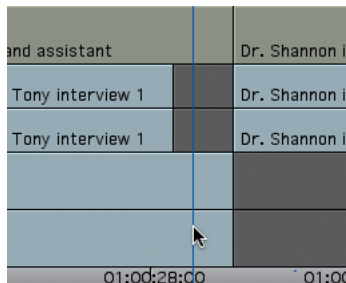 and assistant Dr. Shannon i
Tony interview 1 Dr. Shannon i
Tony interview 1 Dr. Shannon i
01:00:28:00 01:00